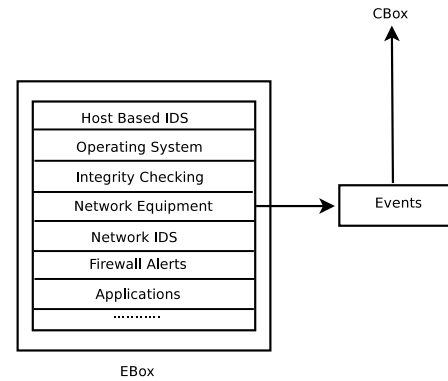 CBox
Host Based IDS
Operating System
Integrity Checking
Network Equipment
Events
Network IDS
Firewall Alerts
Applications
...........
EBox